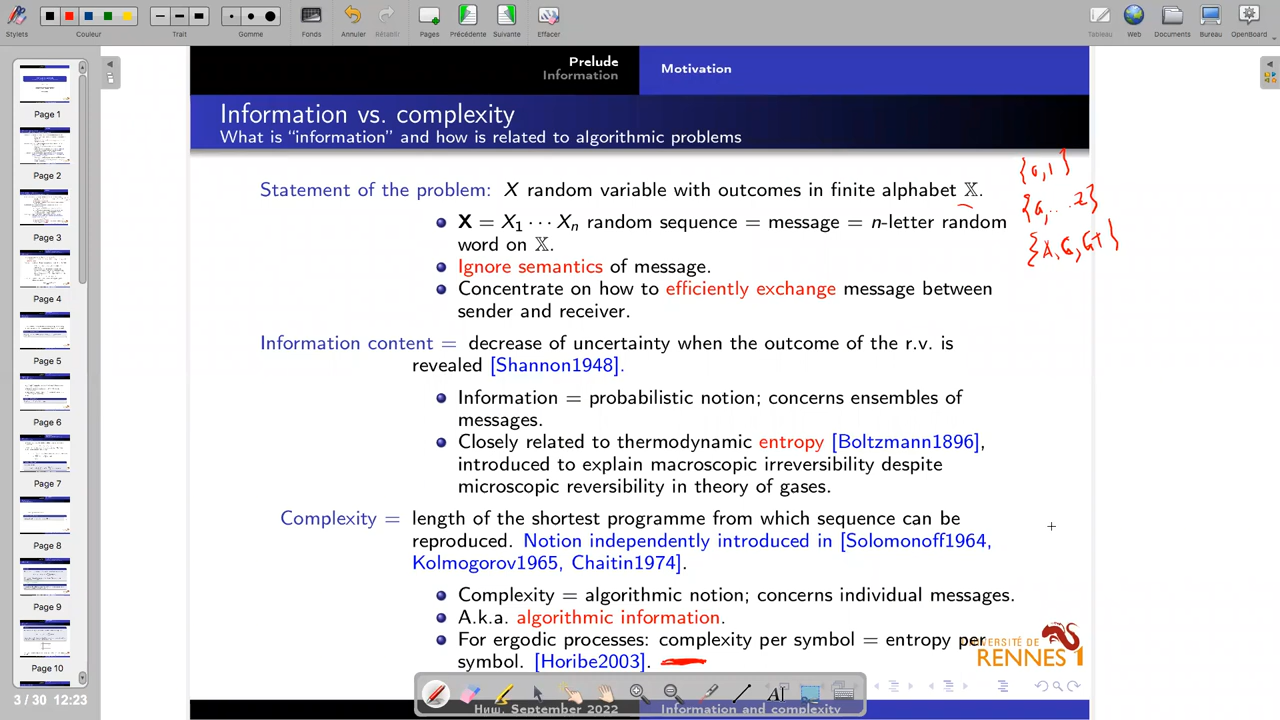 Stylets
Couleur
Trait
Gomme
Fonds
Annuler
Rétablir
Pages
Précédente
Suivante
Effacer
Tableau
Web
Documents
Bureau
OpenBoard
Page 1
Page 2
Page 3
Page 4
Page 5
Page 6
Page 7
Page 8
Page 9
Page 10
3 / 30 12:23
Prelude
Information
Motivation
Information vs. complexity
What is “information” and how is related to algorithmic problems
{0,1}
Statement of the problem: X random variable with outcomes in finite alphabet 𝕏.
{a,...z}
X = X₁ ⋯ Xₙ random sequence = message = n-letter random
word on 𝕏.
Ignore semantics of message.
Concentrate on how to efficiently exchange message between
sender and receiver.
Information content = decrease of uncertainty when the outcome of the r.v. is
revealed [Shannon1948].
Information = probabilistic notion; concerns ensembles of
messages.
Closely related to thermodynamic entropy [Boltzmann1896],
introduced to explain macroscopic irreversibility despite
microscopic reversibility in theory of gases.
Complexity = length of the shortest programme from which sequence can be
reproduced. Notion independently introduced in [Solomonoff1964,
Kolmogorov1965, Chaitin1974].
Complexity = algorithmic notion; concerns individual messages.
A.k.a. algorithmic information.
For ergodic processes: complexity per symbol = entropy per
symbol. [Horibe2003].
UNIVERSITÉ DE
RENNES 1
Ниш, September 2022
Information and complexity